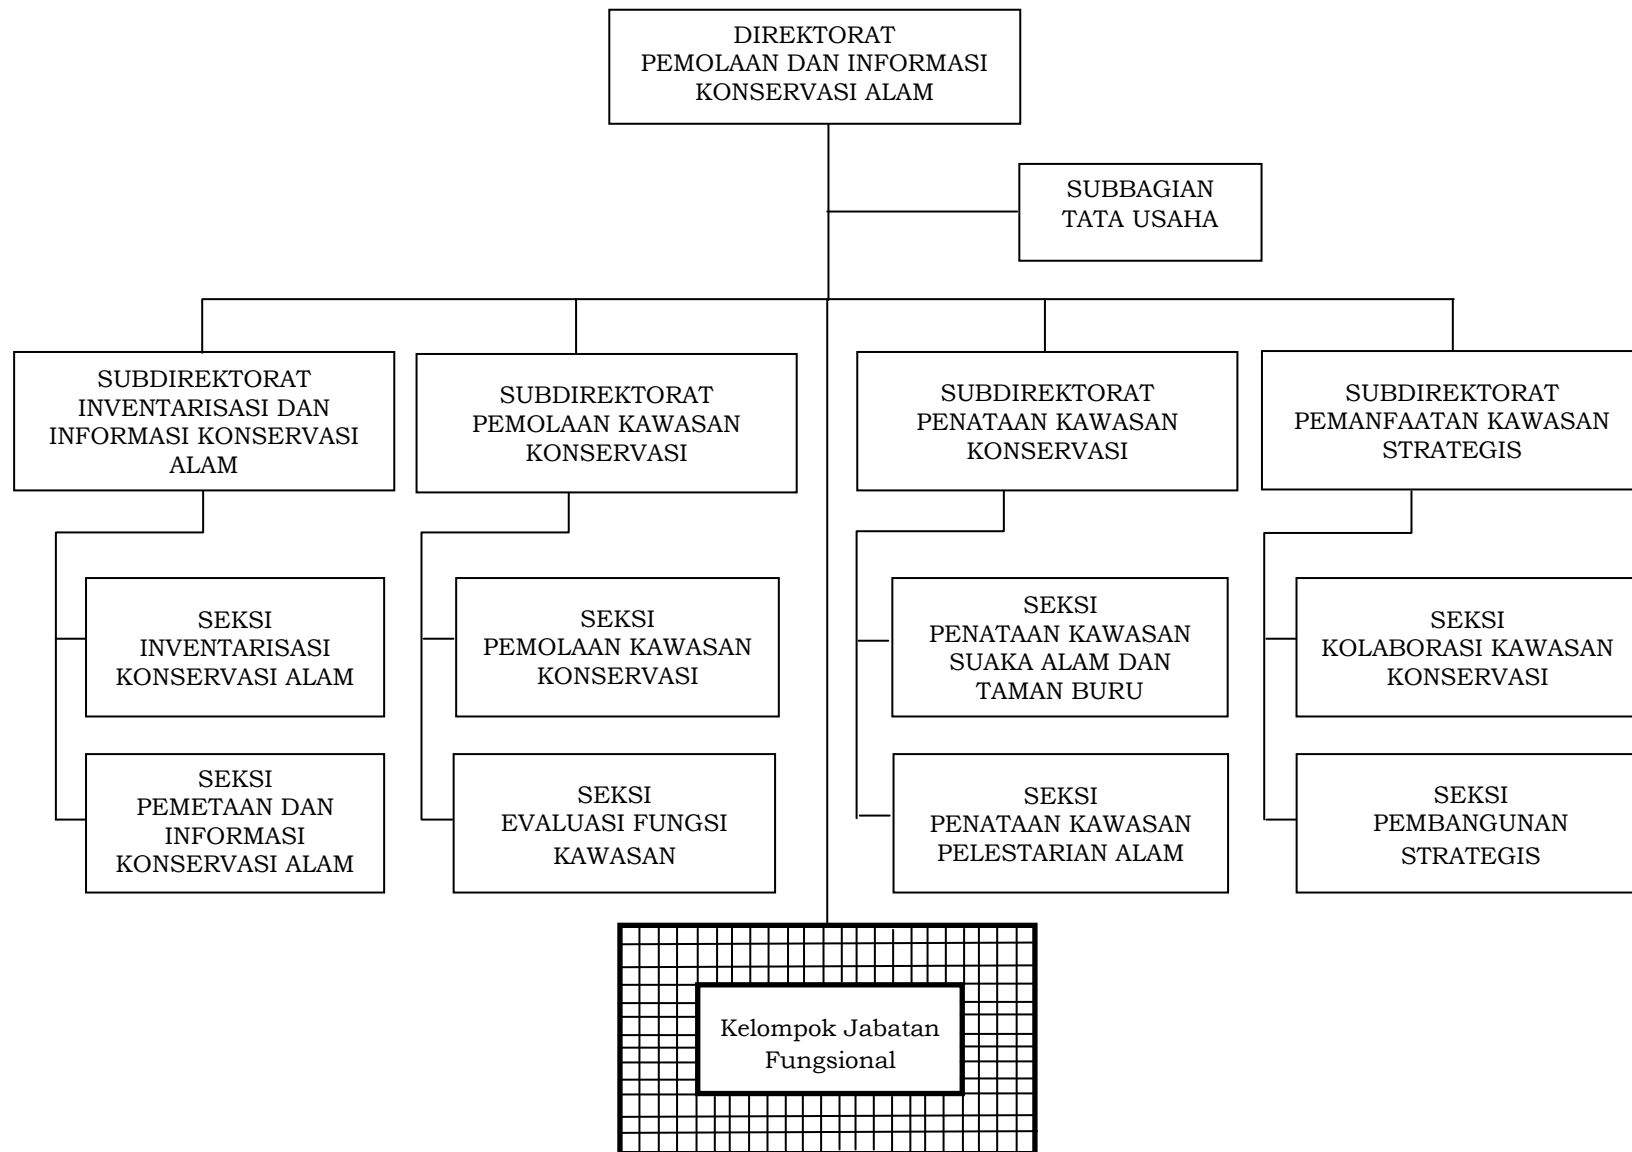 DIREKTORAT
PEMOLAAN DAN INFORMASI
KONSERVASI ALAM
SUBBAGIAN
TATA USAHA
SUBDIREKTORAT
INVENTARISASI DAN
INFORMASI KONSERVASI
ALAM
SUBDIREKTORAT
PEMOLAAN KAWASAN
KONSERVASI
SUBDIREKTORAT
PENATAAN KAWASAN
KONSERVASI
SUBDIREKTORAT
PEMANFAATAN KAWASAN
STRATEGIS
SEKSI
INVENTARISASI
KONSERVASI ALAM
SEKSI
PEMOLAAN KAWASAN
KONSERVASI
SEKSI
PENATAAN KAWASAN
SUAKA ALAM DAN
TAMAN BURU
SEKSI
KOLABORASI KAWASAN
KONSERVASI
SEKSI
PEMETAAN DAN
INFORMASI
KONSERVASI ALAM
SEKSI
EVALUASI FUNGSI
KAWASAN
SEKSI
PENATAAN KAWASAN
PELESTARIAN ALAM
SEKSI
PEMBANGUNAN
STRATEGIS
Kelompok Jabatan
Fungsional